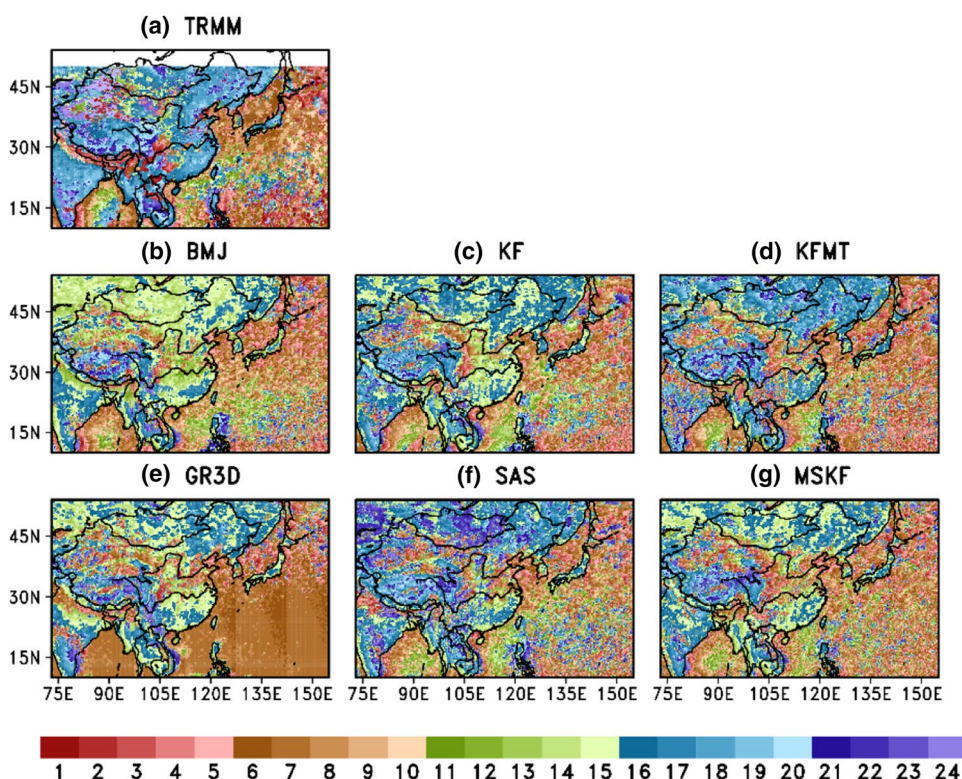 (a) TRMM
45N
30N
15N
(b) BMJ (c) KF (d) KFMT
45N
30N
15N
(e) GR3D (f) SAS (g) MSKF
45N
30N
15N
75E 90E 105E 120E 135E 150E 75E 90E 105E 120E 135E 150E 75E 90E 105E 120E 135E 150E
1 2 3 4 5 6 7 8 9 10 11 12 13 14 15 16 17 18 19 20 21 22 23 24